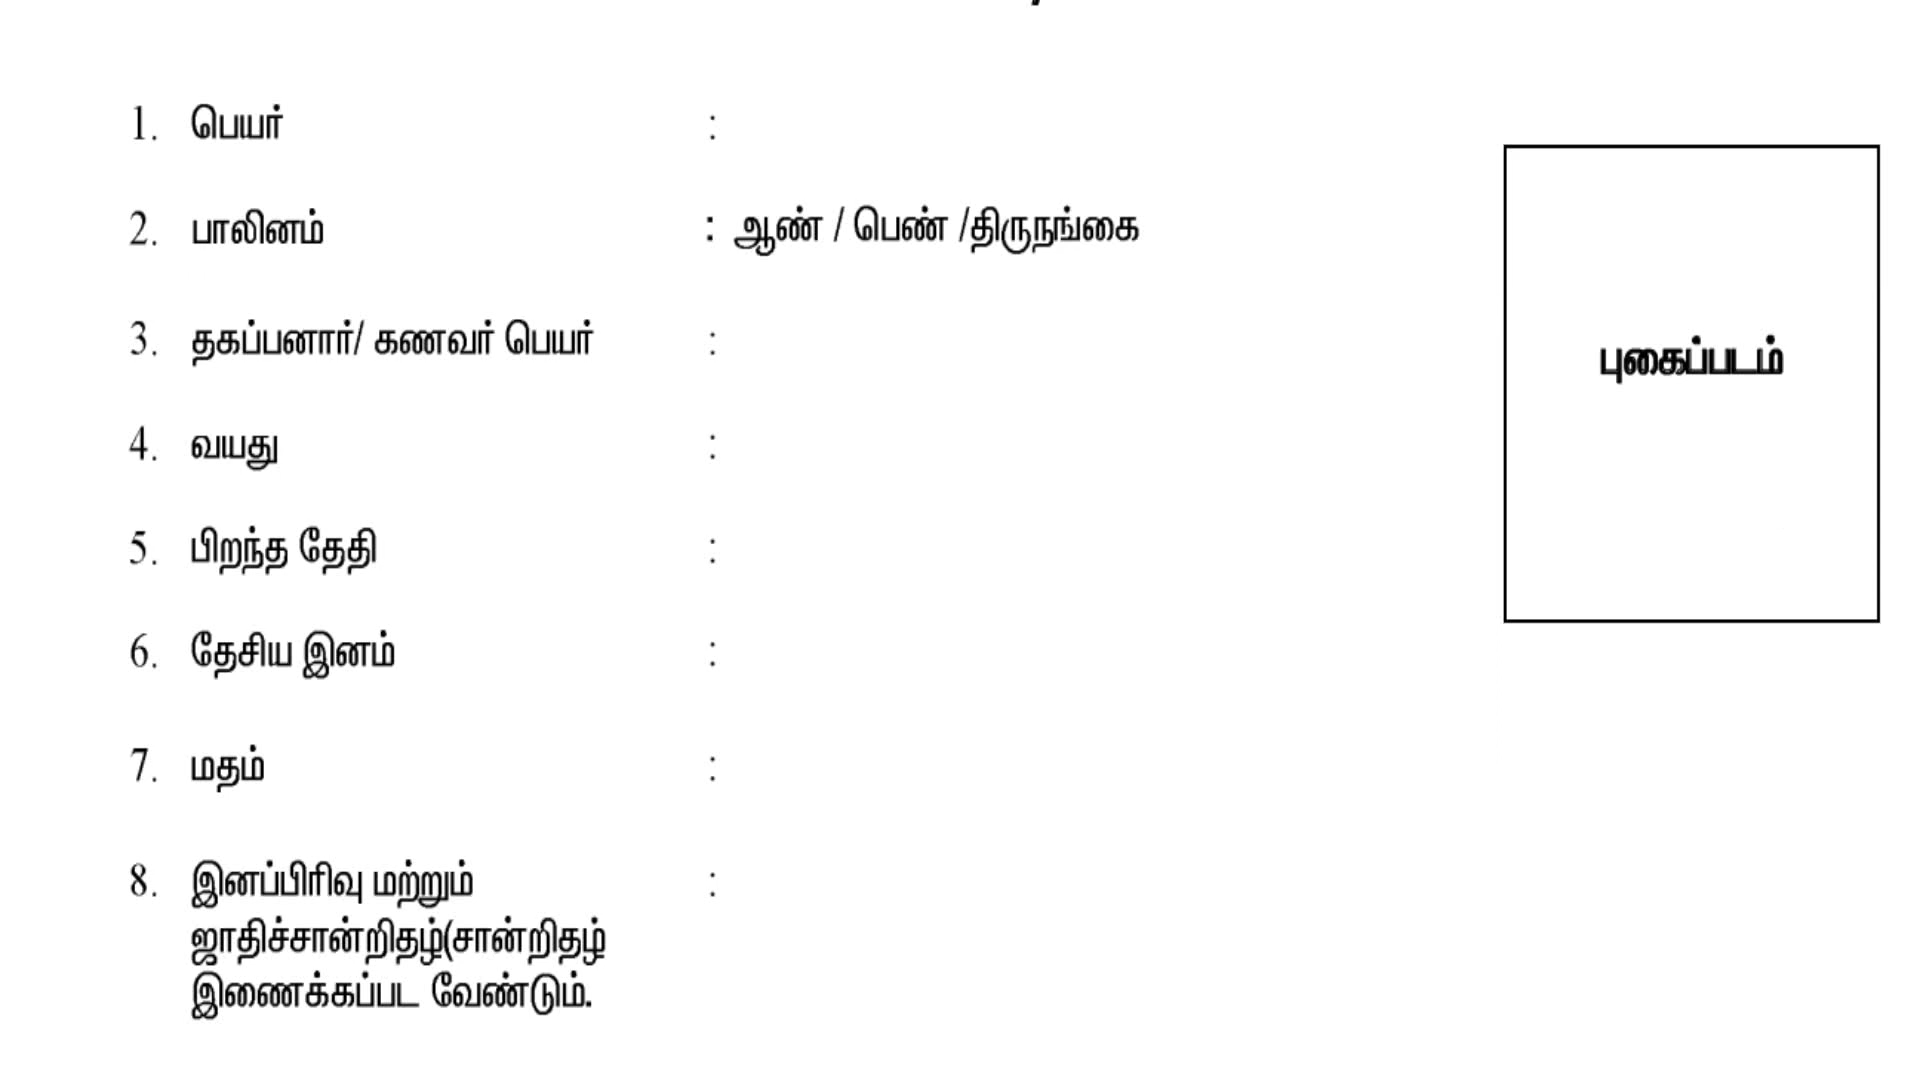 1. பெயர் :
2. பாலினம் : ஆண் / பெண் /திருநங்கை
3. தகப்பனார்/ கணவர் பெயர் :
புகைப்படம்
4. வயது :
5. பிறந்த தேதி :
6. தேசிய இனம் :
7. மதம் :
8. இனப்பிரிவு மற்றும் :
ஜாதிச்சான்றிதழ்(சான்றிதழ்
இணைக்கப்பட வேண்டும்.